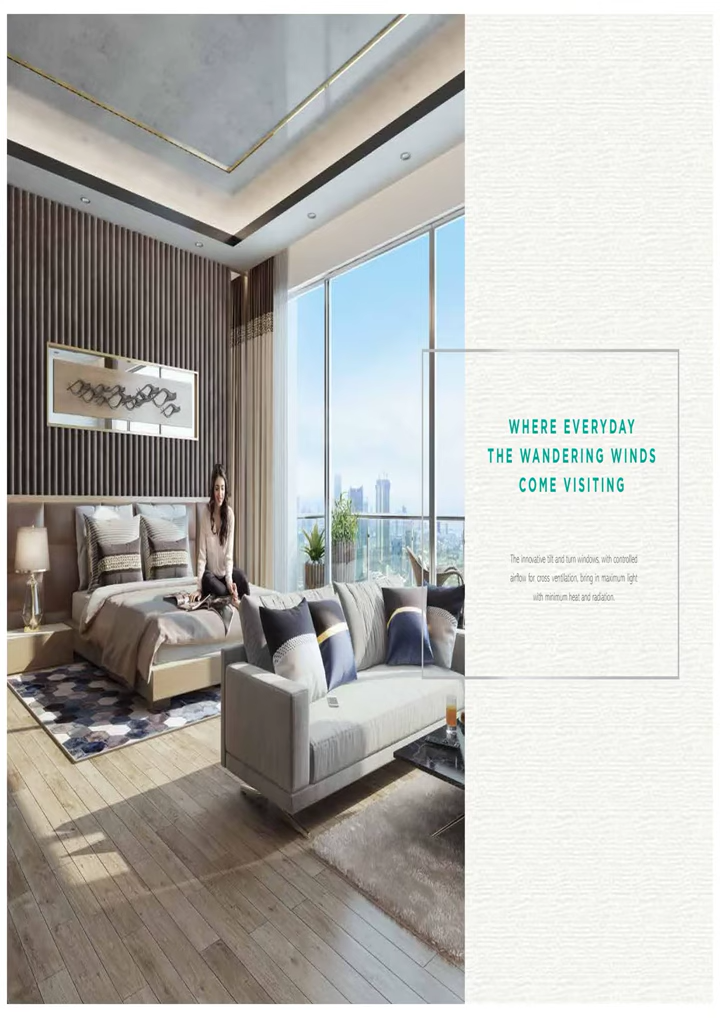 WHERE EVERYDAY
THE WANDERING WINDS
COME VISITING
The innovative tilt and turn windows, with controlled
airflow for cross ventilation, bring in maximum light
with minimum heat and radiation.